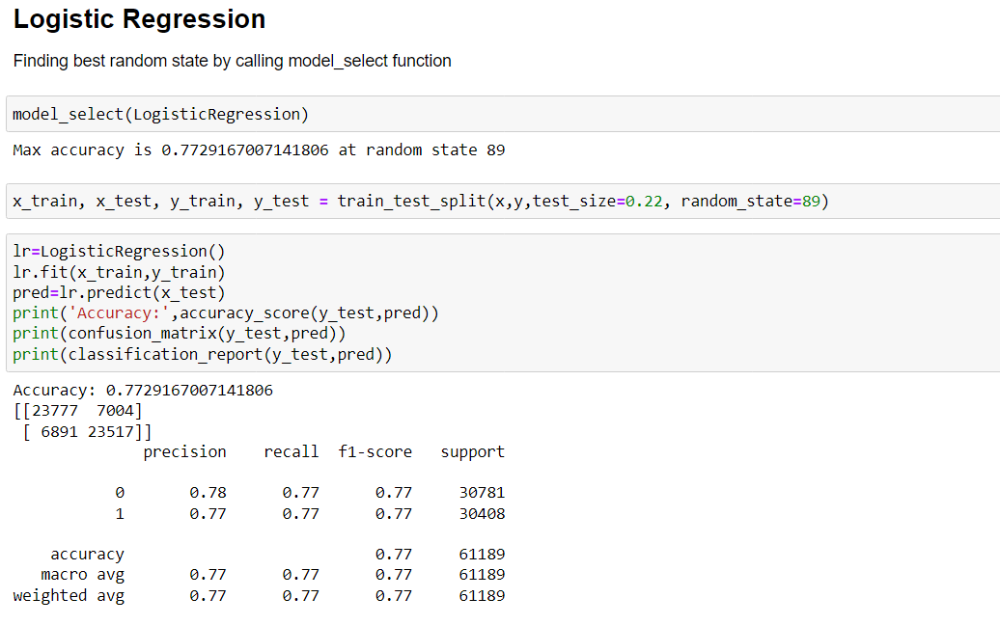 Logistic Regression
Finding best random state by calling model_select function
model_select(LogisticRegression)
Max accuracy is 0.7729167007141806 at random state 89
x_train, x_test, y_train, y_test = train_test_split(x,y,test_size=0.22, random_state=89)
lr=LogisticRegression()
lr.fit(x_train,y_train)
pred=lr.predict(x_test)
print('Accuracy:',accuracy_score(y_test,pred))
print(confusion_matrix(y_test,pred))
print(classification_report(y_test,pred))
Accuracy: 0.7729167007141806
[[23777  7004]
 [ 6891 23517]]
              precision    recall  f1-score   support
           0       0.78      0.77      0.77     30781
           1       0.77      0.77      0.77     30408
    accuracy                           0.77     61189
   macro avg       0.77      0.77      0.77     61189
weighted avg       0.77      0.77      0.77     61189